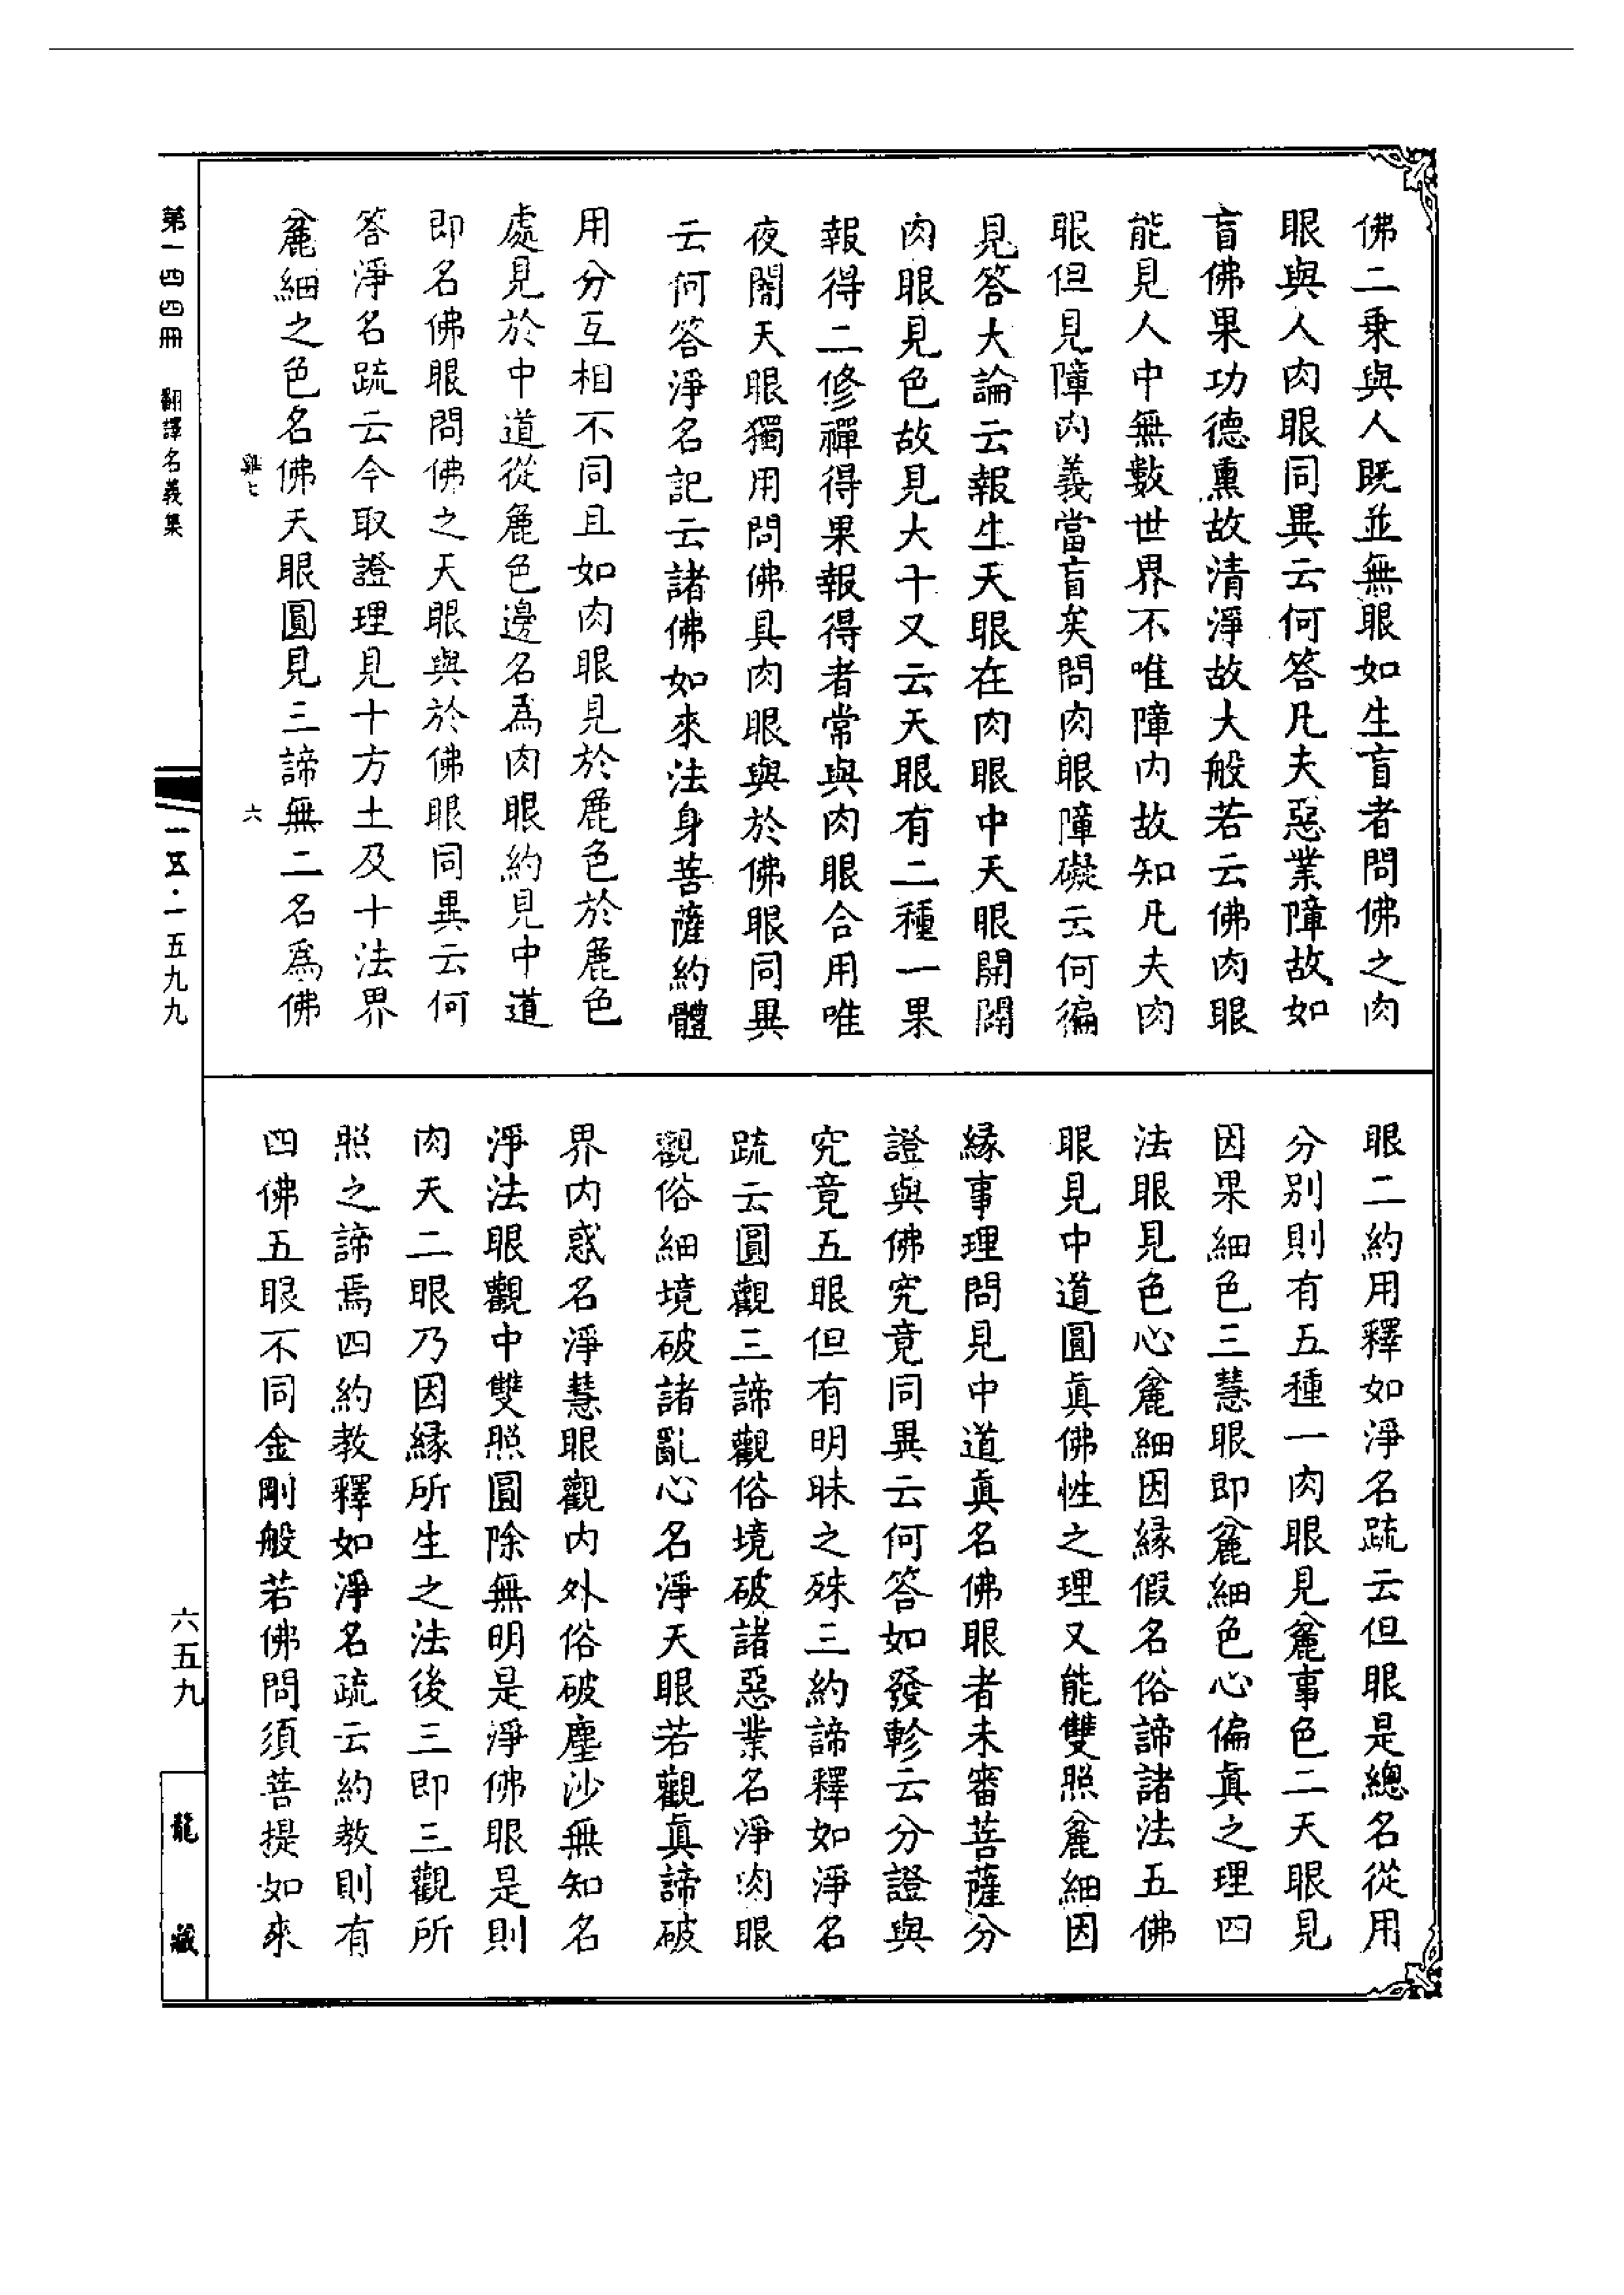 佛二乗與人既並無眼如生盲者問佛之肉
眼與人肉眼同異云何答凡夫惡業障故如
盲佛果功德熏故清淨故大般若云佛肉眼
能見人中無數世界不唯障内故知凡夫肉
眼但見障内義當盲矣問肉眼障礙云何徧
見答大論云報生天眼在肉眼中天眼開闢
肉眼見色故見大千又云天眼有二種一果
報得二修禪得果報得者常與肉眼合用唯
夜闇天眼獨用問佛具肉眼與於佛眼同異
云何答淨名記云諸佛如來法身菩薩約體
用分互相不同且如肉眼見於麁色於麁色
處見於中道從麁色邊名爲肉眼約見中道
即名佛眼問佛之天眼與於佛眼同異云何
答淨名疏云今取證理見十方土及十法界
麄細之色名佛天眼圓見三諦無二名爲佛
眼二約用釋如淨名疏云但眼是總名從用
分別則有五種一肉眼見麄事色二天眼見
因果細色三慧眼即麄細色心偏眞之理四
法眼見色心麄細因縁假名俗諦諸法五佛
眼見中道圓眞佛性之理又能雙照麄細因
縁事理問見中道眞名佛眼者未審菩薩分
證與佛究竟同異云何答如發軫云分證與
究竟五眼但有明昧之殊三約諦釋如淨名
疏云圓觀三諦觀俗境破諸惡業名淨肉眼
觀俗細境破諸亂心名淨天眼若觀眞諦破
界内惑名淨慧眼觀内外俗破塵沙無知名
淨法眼觀中雙照圓除無明是淨佛眼是則
肉天二眼乃因縁所生之法後三即三觀所
照之諦焉四約教釋如淨名疏云約教則有
四佛五眼不同金剛般若佛問須菩提如來
第一四四冊 翻譯名義集
雞七 六
一五五·一五九九
六五九
龍藏